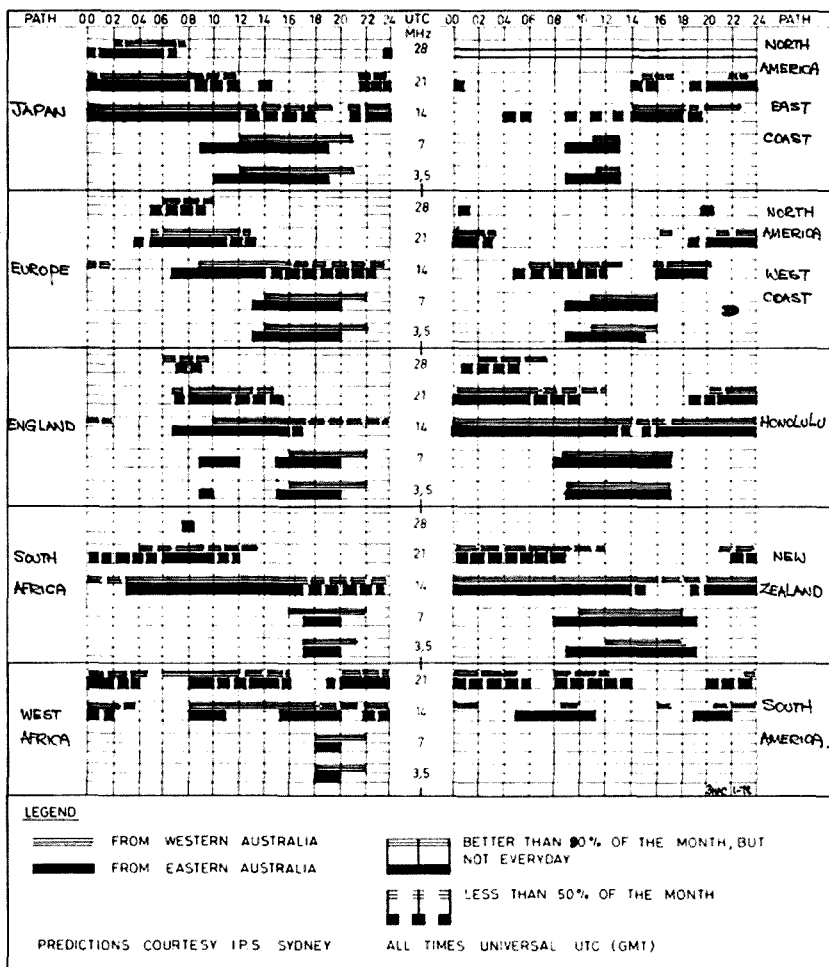 PATH 00 02 04 06 08 10 12 14 16 18 20 22 24 UTC 00 02 04 06 08 10 12 14 16 18 20 22 24 PATH
MHz
28 NORTH
AMERICA
21
JAPAN 14 EAST
7 COAST
3,5
28 NORTH
21 AMERICA
EUROPE 14 WEST
7 COAST
3,5
28
21
ENGLAND 14 HONOLULU
7
3,5
28
SOUTH 21 NEW
AFRICA 14 ZEALAND
7
3,5
21
WEST 14 SOUTH
AFRICA 7 AMERICA.
3,5
LEGEND
FROM WESTERN AUSTRALIA
FROM EASTERN AUSTRALIA
BETTER THAN 90% OF THE MONTH, BUT
NOT EVERYDAY
LESS THAN 50% OF THE MONTH
PREDICTIONS COURTESY I.P.S SYDNEY ALL TIMES UNIVERSAL UTC (GMT)